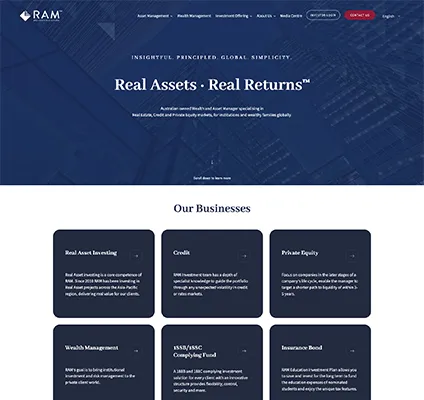 RAM™
Asset Management Wealth Management Investment Offering About Us Media Centre INVESTOR LOGIN CONTACT US English
INSIGHTFUL. PRINCIPLED. GLOBAL. SIMPLICITY.
Real Assets · Real Returns™
Australian owned Wealth and Asset Manager specialising in
Real Estate, Credit and Private Equity markets, for institutions and wealthy families globally.
Scroll down to learn more
Our Businesses
Real Asset Investing
Real Asset investing is a core competence of
RAM. Since 2010 RAM has been investing in
Real Asset projects across the Asia-Pacific
region, delivering real value for our clients.
Credit
RAM Investment team has a depth of
specialist knowledge to guide the portfolio
through any unexpected volatility in credit
or rates markets.
Private Equity
Focus on companies in the later stages of a
company's life cycle, enable the manager to
target a shorter path to liquidity of within 3-
5 years.
Wealth Management
RAM's goal is to bring institutional
investment and risk management to the
private client world.
188B/188C
Complying Fund
A 188B and 188C complying investment
solution for every client with an innovative
structure provides flexibility, control,
security and more.
Insurance Bond
RAM Education Investment Plan allows you
to save and invest for the long term to fund
the education expenses of nominated
students and enjoy the unique tax features